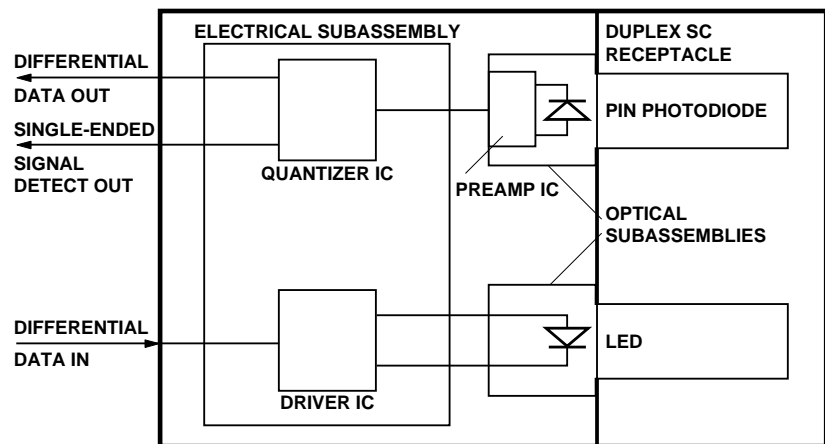 ELECTRICAL SUBASSEMBLY
DUPLEX SC
RECEPTACLE
DIFFERENTIAL
DATA OUT
SINGLE-ENDED
SIGNAL
DETECT OUT
QUANTIZER IC
PREAMP IC
PIN PHOTODIODE
OPTICAL
SUBASSEMBLIES
DIFFERENTIAL
DATA IN
DRIVER IC
LED